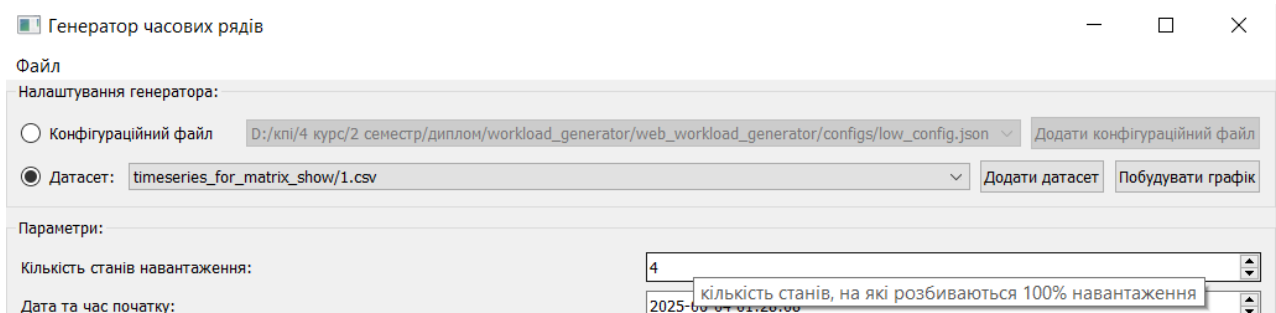 Генератор часових рядів
Файл
Налаштування генератора:
Конфігураційний файл D:/кпі/4 курс/2 семестр/диплом/workload_generator/web_workload_generator/configs/low_config.json Додати конфігураційний файл
Датасет: timeseries_for_matrix_show/1.csv Додати датасет Побудувати графік
Параметри:
Кількість станів навантаження: 4
кількість станів, на які розбиваються 100% навантаження
Дата та час початку: